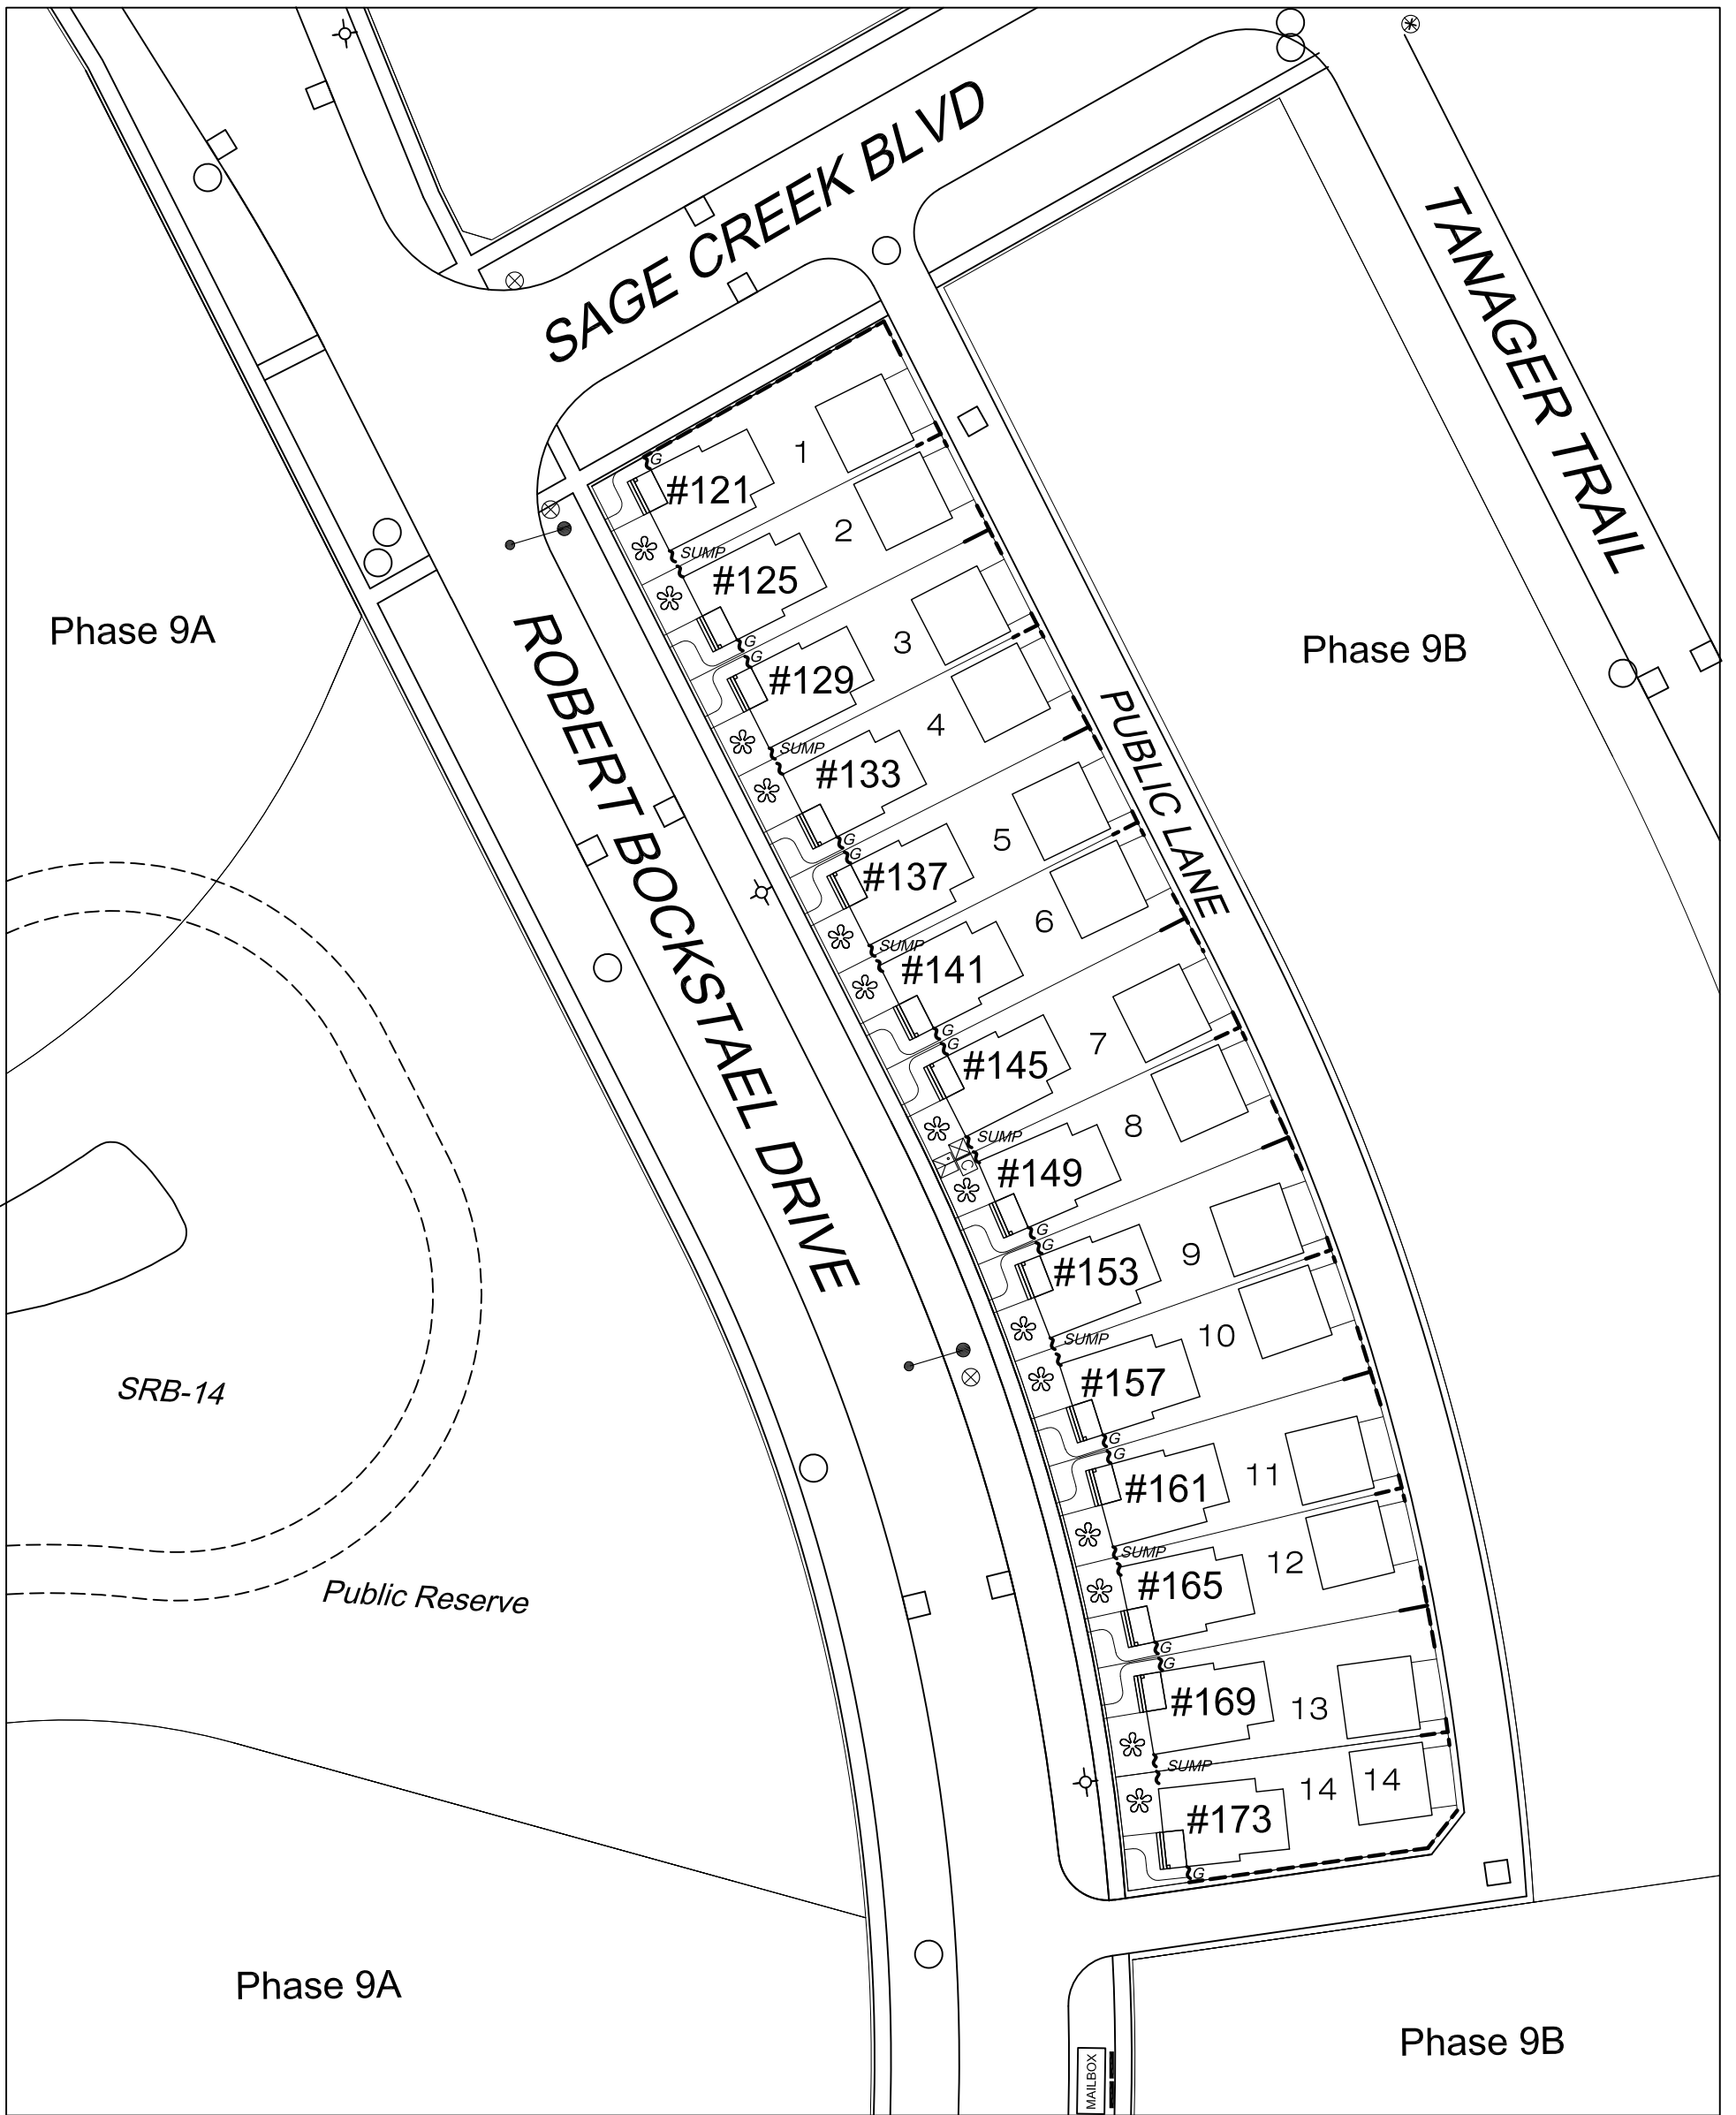 SAGE CREEK BLVD
TANAGER TRAIL
ROBERT BOCKSTAEL DRIVE
PUBLIC LANE
Phase 9A
Phase 9B
G
#121
1
SUMP
#125
2
G
G
#129
3
SUMP
#133
4
G
G
#137
5
SUMP
#141
6
G
G
#145
7
SUMP
C
#149
8
G
G
#153
9
SUMP
#157
10
G
G
#161
11
SUMP
#165
12
G
G
#169
13
SUMP
#173
14
14
G
SRB-14
Public Reserve
Phase 9A
Phase 9B
MAILBOX